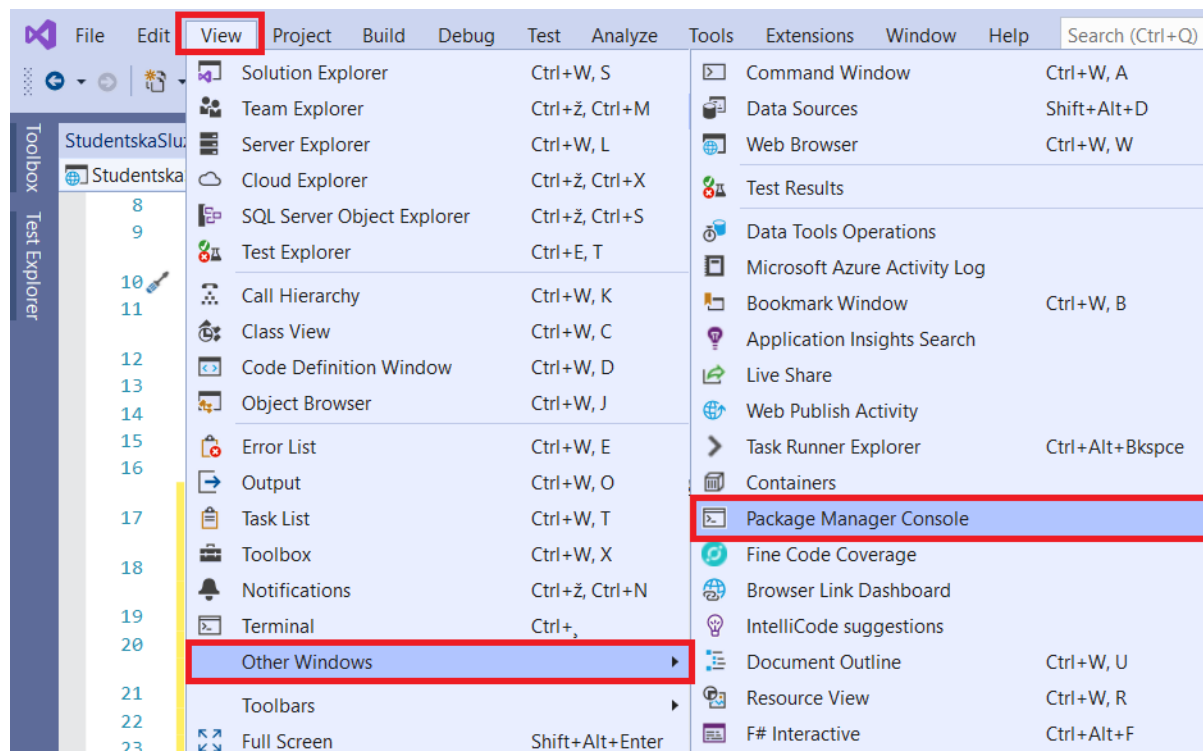 File Edit View Project Build Debug Test Analyze Tools Extensions Window Help Search (Ctrl+Q)
Toolbox
Test Explorer
StudentskaSlu
Studentska
8
9
10
11
12
13
14
15
16
17
18
19
20
21
22
23
Solution Explorer Ctrl+W, S
Team Explorer Ctrl+ž, Ctrl+M
Server Explorer Ctrl+W, L
Cloud Explorer Ctrl+ž, Ctrl+X
SQL Server Object Explorer Ctrl+ž, Ctrl+S
Test Explorer Ctrl+E, T
Call Hierarchy Ctrl+W, K
Class View Ctrl+W, C
Code Definition Window Ctrl+W, D
Object Browser Ctrl+W, J
Error List Ctrl+W, E
Output Ctrl+W, O
Task List Ctrl+W, T
Toolbox Ctrl+W, X
Notifications Ctrl+ž, Ctrl+N
Terminal Ctrl+¸
Other Windows
Toolbars
Full Screen Shift+Alt+Enter
Command Window Ctrl+W, A
Data Sources Shift+Alt+D
Web Browser Ctrl+W, W
Test Results
Data Tools Operations
Microsoft Azure Activity Log
Bookmark Window Ctrl+W, B
Application Insights Search
Live Share
Web Publish Activity
Task Runner Explorer Ctrl+Alt+Bkspce
Containers
Package Manager Console
Fine Code Coverage
Browser Link Dashboard
IntelliCode suggestions
Document Outline Ctrl+W, U
Resource View Ctrl+W, R
F# Interactive Ctrl+Alt+F